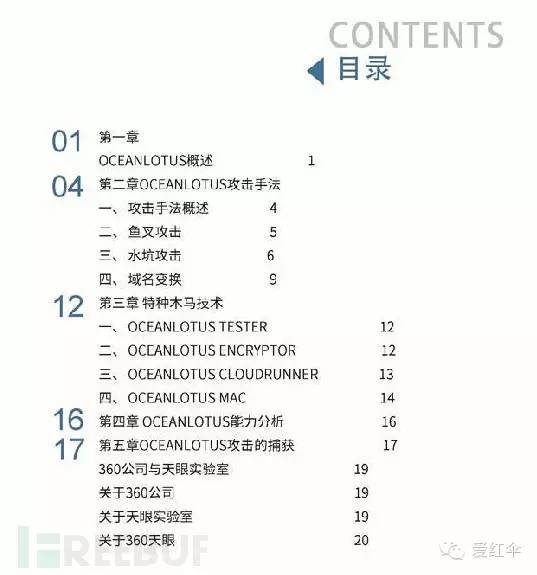 CONTENTS
目录
01 第一章
OCEANLOTUS概述 1
04 第二章OCEANLOTUS攻击手法
一、 攻击手法概述 4
二、 鱼叉攻击 5
三、 水坑攻击 6
四、 域名变换 9
12 第三章 特种木马技术
一、 OCEANLOTUS TESTER 12
二、 OCEANLOTUS ENCRYPTOR 12
三、 OCEANLOTUS CLOUDRUNNER 13
四、 OCEANLOTUS MAC 14
16 第四章 OCEANLOTUS能力分析 16
17 第五章OCEANLOTUS攻击的捕获 17
360公司与天眼实验室 19
关于360公司 19
关于天眼实验室 19
关于360天眼 20
FREEBUF
爱红伞